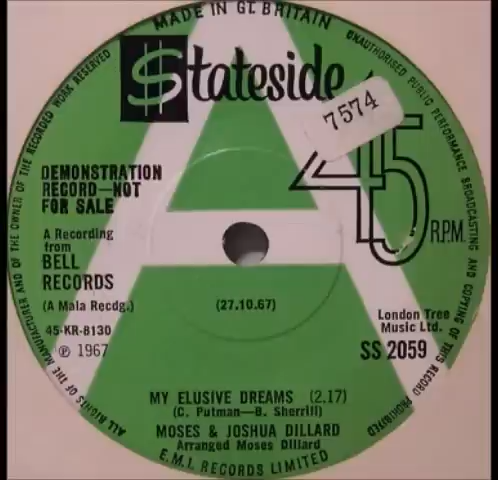 MADE IN GT. BRITAIN
$tateside
7574
45
R.P.M.
DEMONSTRATION
RECORD—NOT
FOR SALE
A Recording
from
BELL
RECORDS
(A Mala Recdg.)
45-KR-8130
Ⓟ 1967
(27.10.67)
London Tree
Music Ltd.
SS 2059
MY ELUSIVE DREAMS (2.17)
(C. Putman—B. Sherrill)
MOSES & JOSHUA DILLARD
Arranged Moses Dillard
E.M.I. RECORDS LIMITED
ALL RIGHTS OF THE MANUFACTURER AND OF THE OWNER OF THE RECORDED WORK RESERVED
UNAUTHORISED PUBLIC PERFORMANCE BROADCASTING AND COPYING OF THIS RECORD PROHIBITED